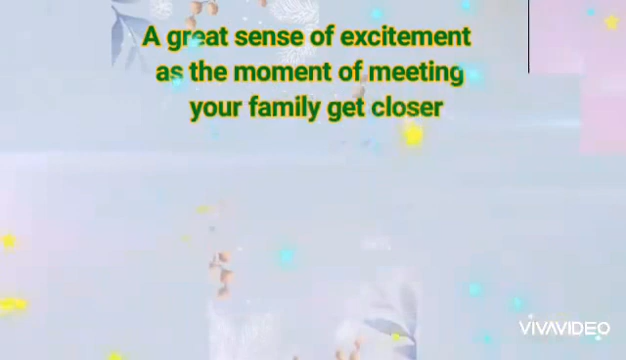 A great sense of excitement
as the moment of meeting
your family get closer
VIVAVIDEO